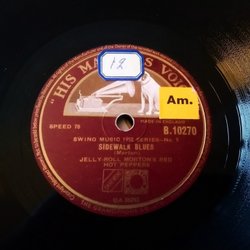 "HIS MASTER'S VOICE"
12
Am.
SPEED 78
MADE IN ENGLAND
B.10270
SWING MUSIC 1952 SERIES—No. 1
SIDEWALK BLUES
(Morton)
JELLY-ROLL MORTON'S RED
HOT PEPPERS